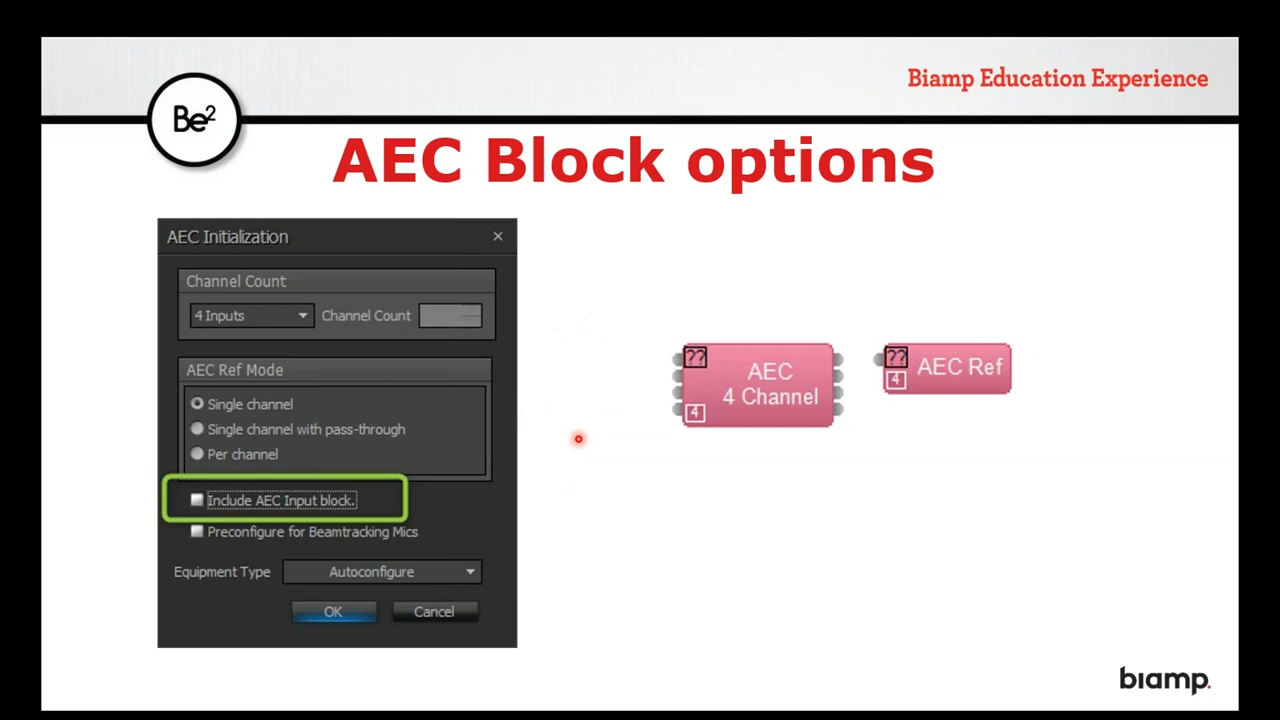 Biamp Education Experience
Be2
AEC Block options
AEC Initialization
Channel Count
4 Inputs Channel Count
AEC Ref Mode
Single channel
Single channel with pass-through
Per channel
Include AEC Input block.
Preconfigure for Beamtracking Mics
Equipment Type Autoconfigure
OK Cancel
??
AEC
4 Channel
4
??
AEC Ref
4
biamp.